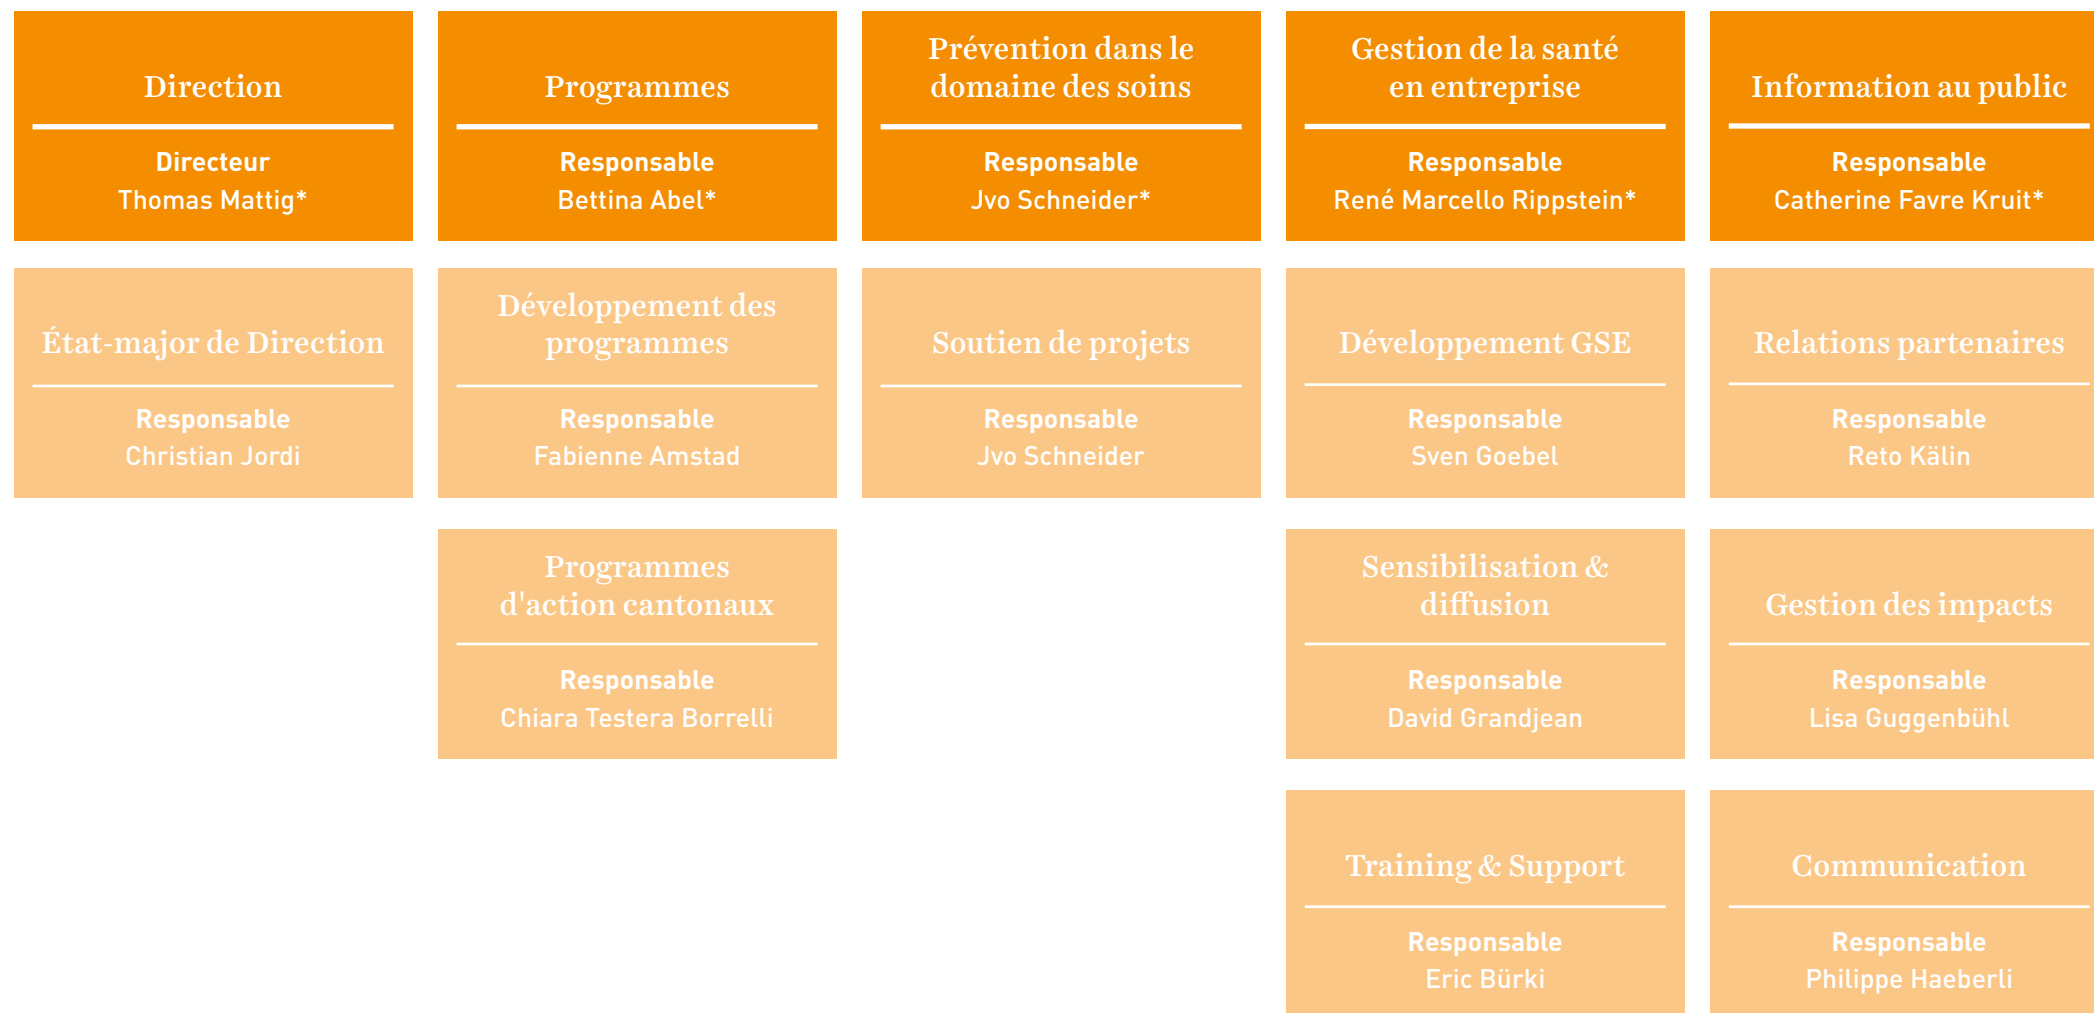 Direction
Directeur
Thomas Mattig*
Programmes
Responsable
Bettina Abel*
Prévention dans le
domaine des soins
Responsable
Jvo Schneider*
Gestion de la santé
en entreprise
Responsable
René Marcello Rippstein*
Information au public
Responsable
Catherine Favre Kruit*
État-major de Direction
Responsable
Christian Jordi
Développement des
programmes
Responsable
Fabienne Amstad
Soutien de projets
Responsable
Jvo Schneider
Développement GSE
Responsable
Sven Goebel
Relations partenaires
Responsable
Reto Kälin
Programmes
d'action cantonaux
Responsable
Chiara Testera Borrelli
Sensibilisation &
diffusion
Responsable
David Grandjean
Gestion des impacts
Responsable
Lisa Guggenbühl
Training & Support
Responsable
Eric Bürki
Communication
Responsable
Philippe Haeberli